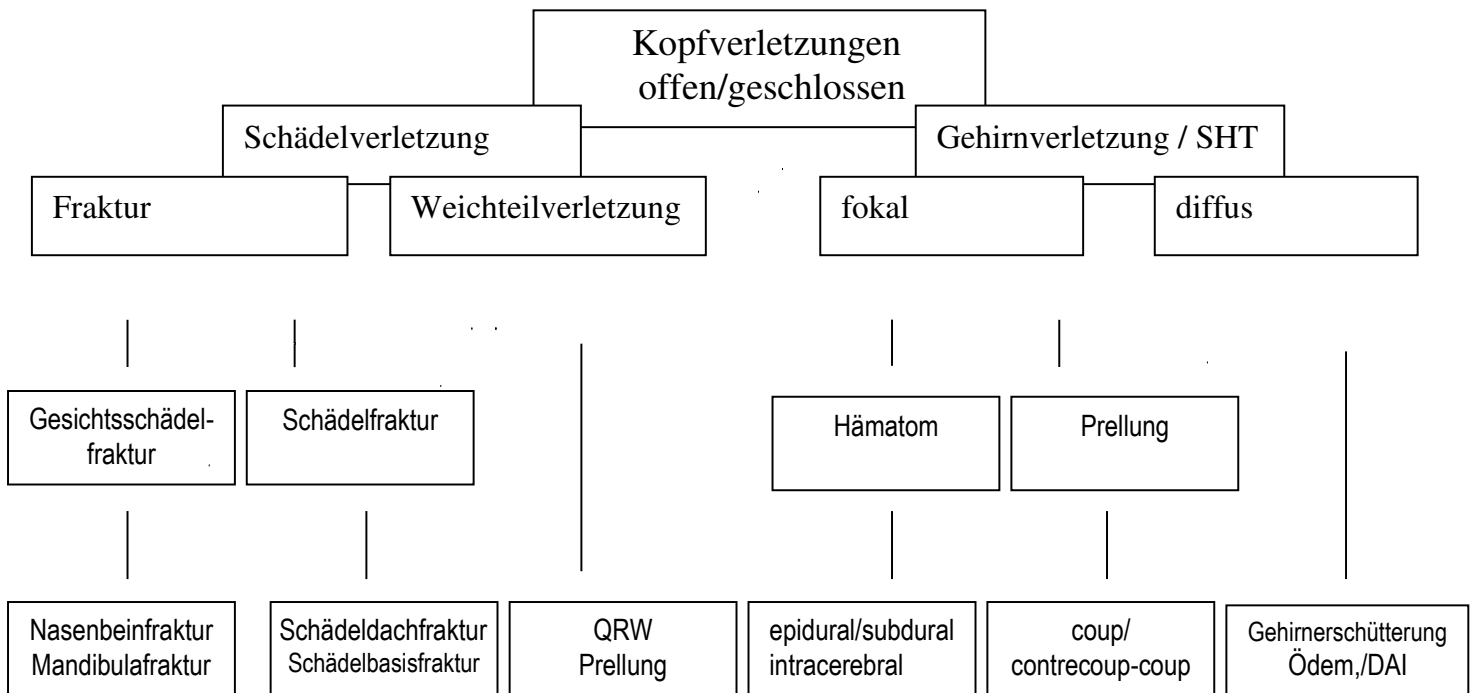 Kopfverletzungen
offen/geschlossen
Schädelverletzung
Gehirnverletzung / SHT
Fraktur
Weichteilverletzung
fokal
diffus
Gesichtsschädel-
fraktur
Schädelfraktur
Hämatom
Prellung
Nasenbeinfraktur
Mandibulafraktur
Schädeldachfraktur
Schädelbasisfraktur
QRW
Prellung
epidural/subdural
intracerebral
coup/
contrecoup-coup
Gehirnerschütterung
Ödem,/DAI